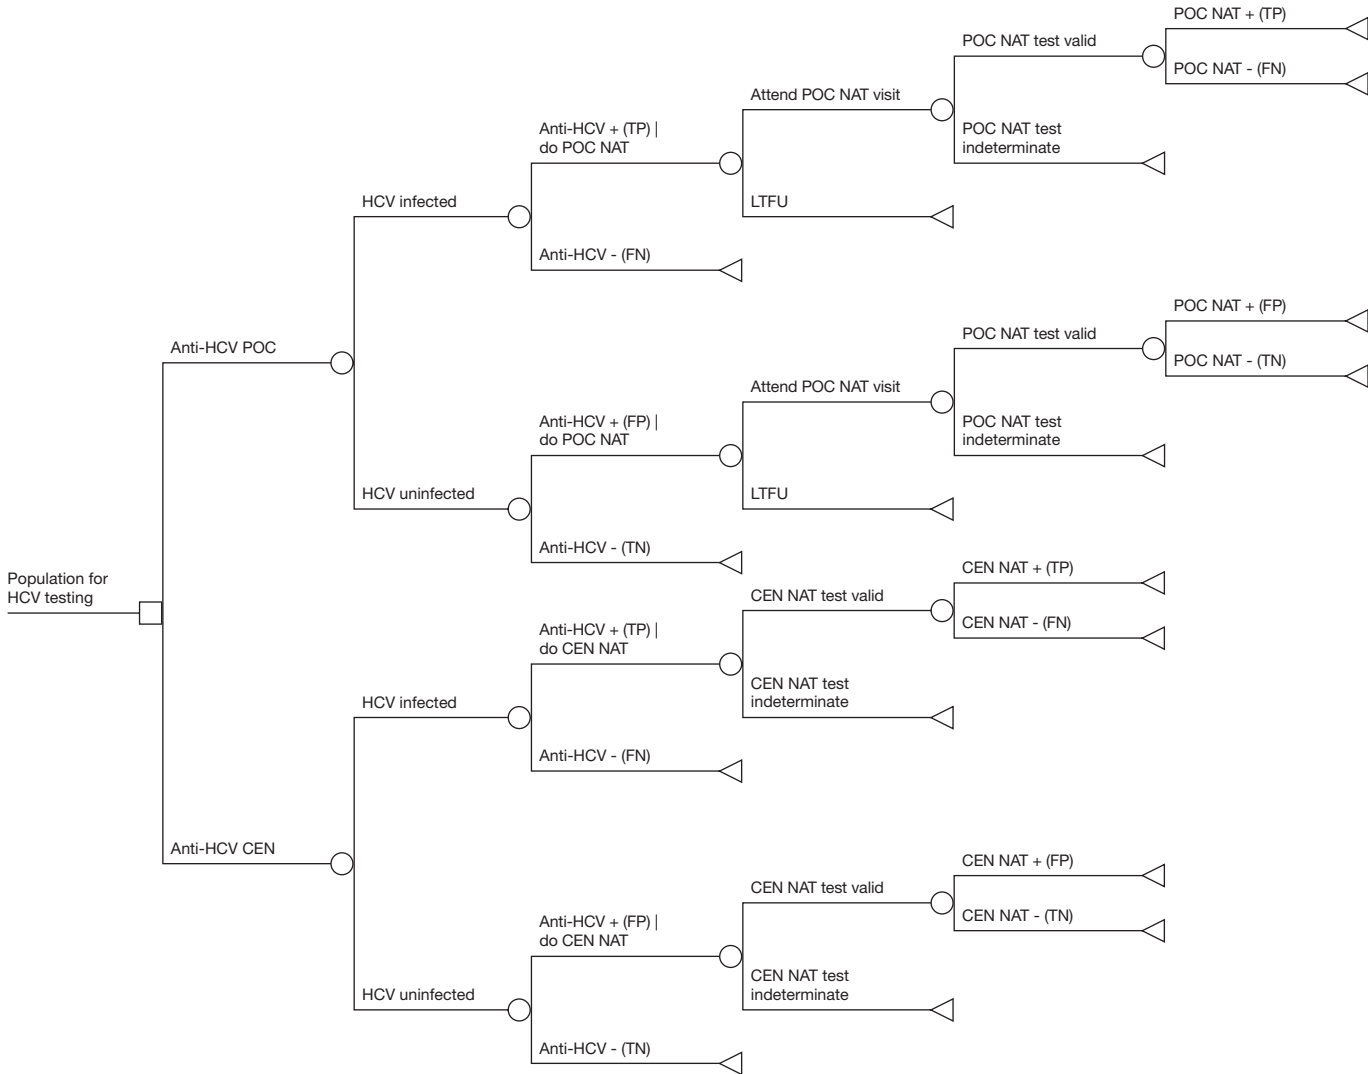 POC NAT + (TP)
POC NAT test valid
POC NAT - (FN)
Attend POC NAT visit
Anti-HCV + (TP) |
do POC NAT
POC NAT test
indeterminate
HCV infected
LTFU
Anti-HCV - (FN)
POC NAT + (FP)
POC NAT test valid
Anti-HCV POC
POC NAT - (TN)
Attend POC NAT visit
Anti-HCV + (FP) |
do POC NAT
POC NAT test
indeterminate
HCV uninfected
LTFU
Anti-HCV - (TN)
Population for
HCV testing
CEN NAT + (TP)
CEN NAT test valid
CEN NAT - (FN)
Anti-HCV + (TP) |
do CEN NAT
CEN NAT test
indeterminate
HCV infected
Anti-HCV - (FN)
Anti-HCV CEN
CEN NAT + (FP)
CEN NAT test valid
CEN NAT - (TN)
Anti-HCV + (FP) |
do CEN NAT
CEN NAT test
indeterminate
HCV uninfected
Anti-HCV - (TN)